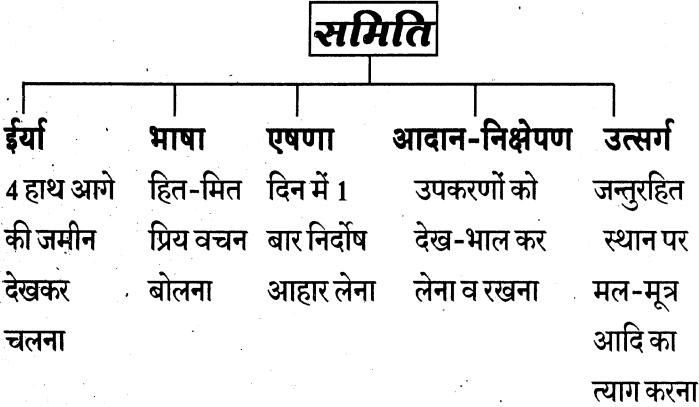 समिति
ईर्या
4 हाथ आगे
की जमीन
देखकर
चलना
भाषा
हित-मित
प्रिय वचन
बोलना
एषणा
दिन में 1
बार निर्दोष
आहार लेना
आदान-निक्षेपण
उपकरणों को
देख-भाल कर
लेना व रखना
उत्सर्ग
जन्तुरहित
स्थान पर
मल-मूत्र
आदि का
त्याग करना